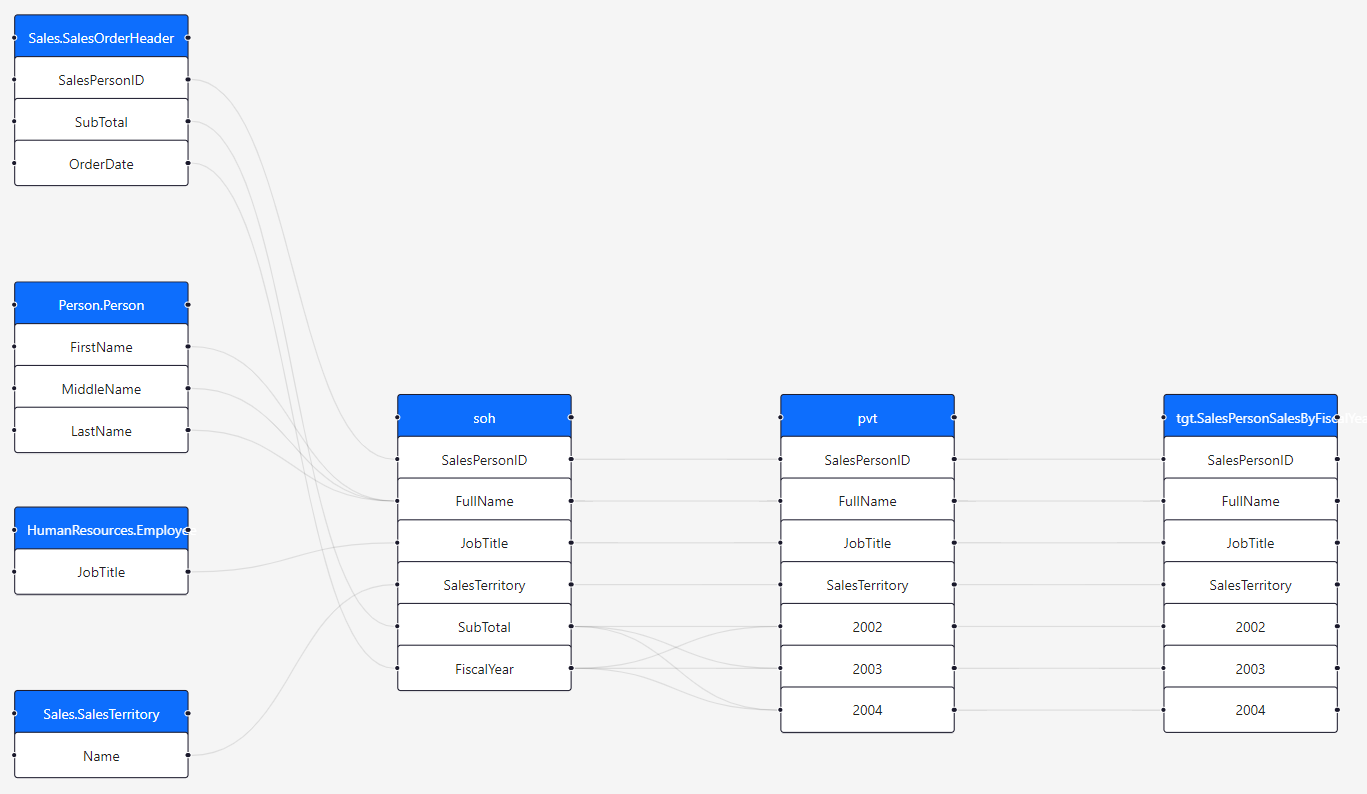 Sales.SalesOrderHeader
SalesPersonID
SubTotal
OrderDate
Person.Person
FirstName
MiddleName
LastName
HumanResources.Employe
JobTitle
Sales.SalesTerritory
Name
soh
SalesPersonID
FullName
JobTitle
SalesTerritory
SubTotal
FiscalYear
pvt
SalesPersonID
FullName
JobTitle
SalesTerritory
2002
2003
2004
tgt.SalesPersonSalesByFiscalYea
SalesPersonID
FullName
JobTitle
SalesTerritory
2002
2003
2004